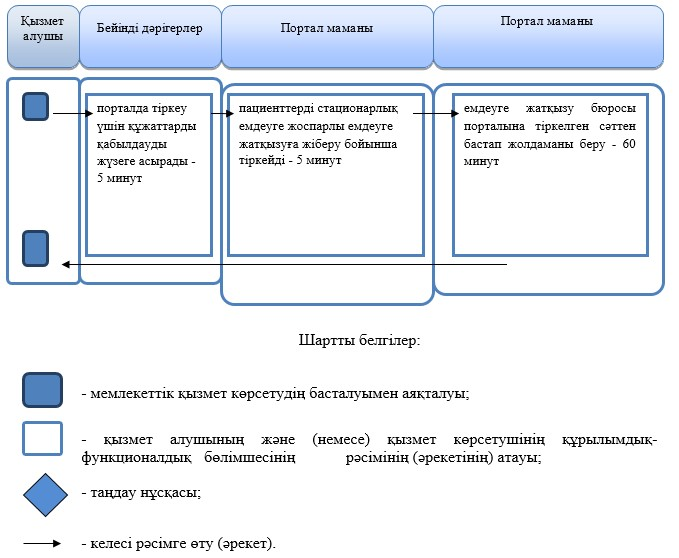 Қызмет
алушы
Бейінді дәрігерлер
Портал маманы
Портал маманы
порталда тіркеу
үшін құжаттарды
қабылдауды
жүзеге асырады -
5 минут
пациенттерді стационарлық
емдеуге жоспарлы емдеуге
жатқызуға жіберу бойынша
тіркейді - 5 минут
емдеуге жатқызу бюросы
порталына тіркелген сәттен
бастап жолдаманы беру - 60
минут
Шартты белгілер:
- мемлекеттік қызмет көрсетудің басталуымен аяқталуы;
- қызмет алушының және (немесе) қызмет көрсетушінің құрылымдық-
функционалдық бөлімшесінің рәсімінің (әрекетінің) атауы;
- таңдау нұсқасы;
- келесі рәсімге өту (әрекет).